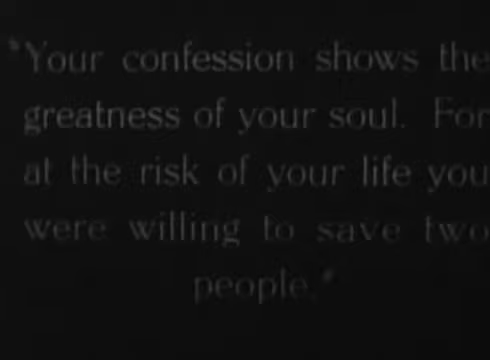 "Your confession shows the
greatness of your soul. For
at the risk of your life you
were willing to save two
people."